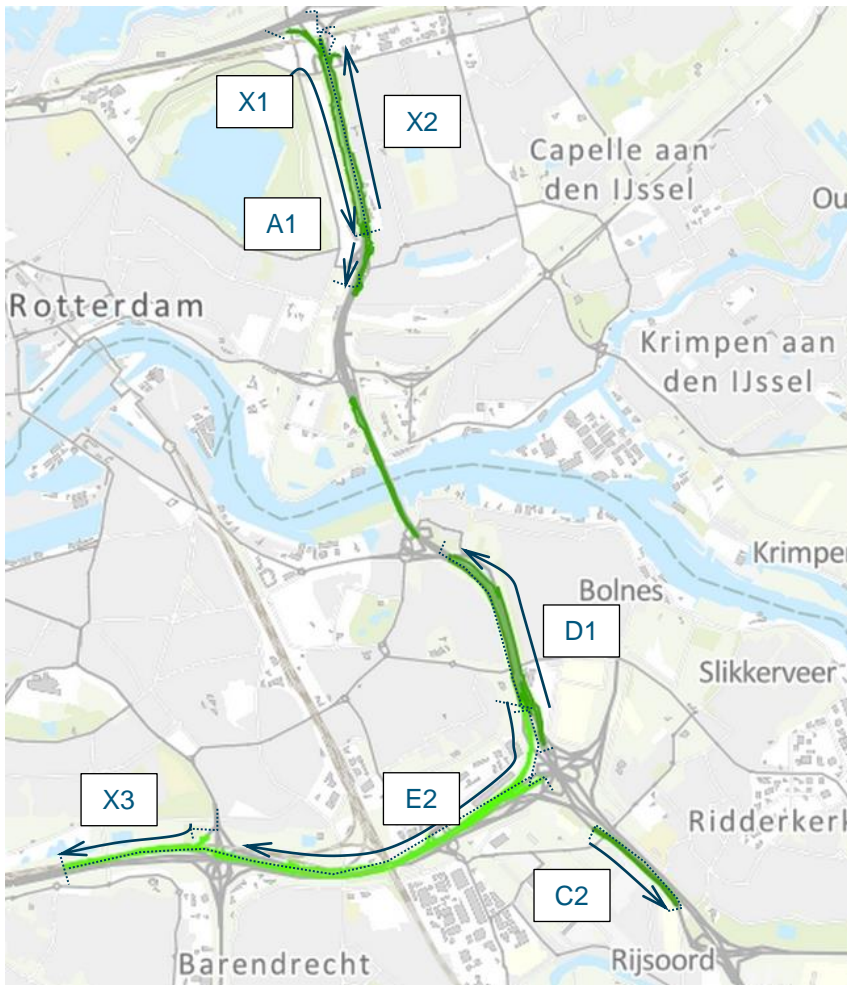 X1
X2
Capelle aan
den IJssel
Ou
A1
Rotterdam
Krimpen aan
den IJssel
Krimpe
Bolnes
D1
Slikkerveer
X3
E2
Ridderkerk
C2
Barendrecht
Rijsoord